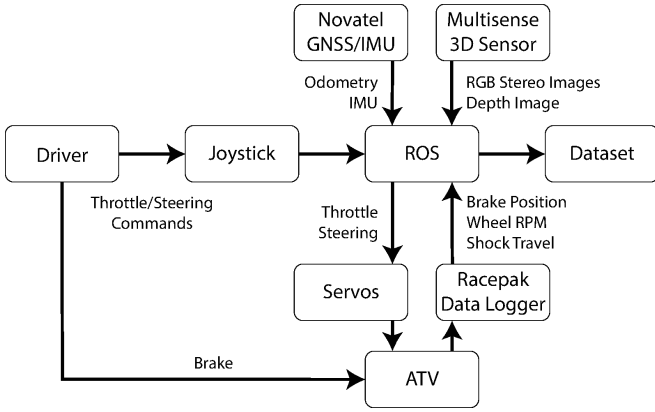 Novatel
GNSS/IMU
Multisense
3D Sensor
Odometry
IMU
RGB Stereo Images
Depth Image
Driver
Joystick
ROS
Dataset
Throttle/Steering
Commands
Throttle
Steering
Brake Position
Wheel RPM
Shock Travel
Servos
Racepak
Data Logger
Brake
ATV